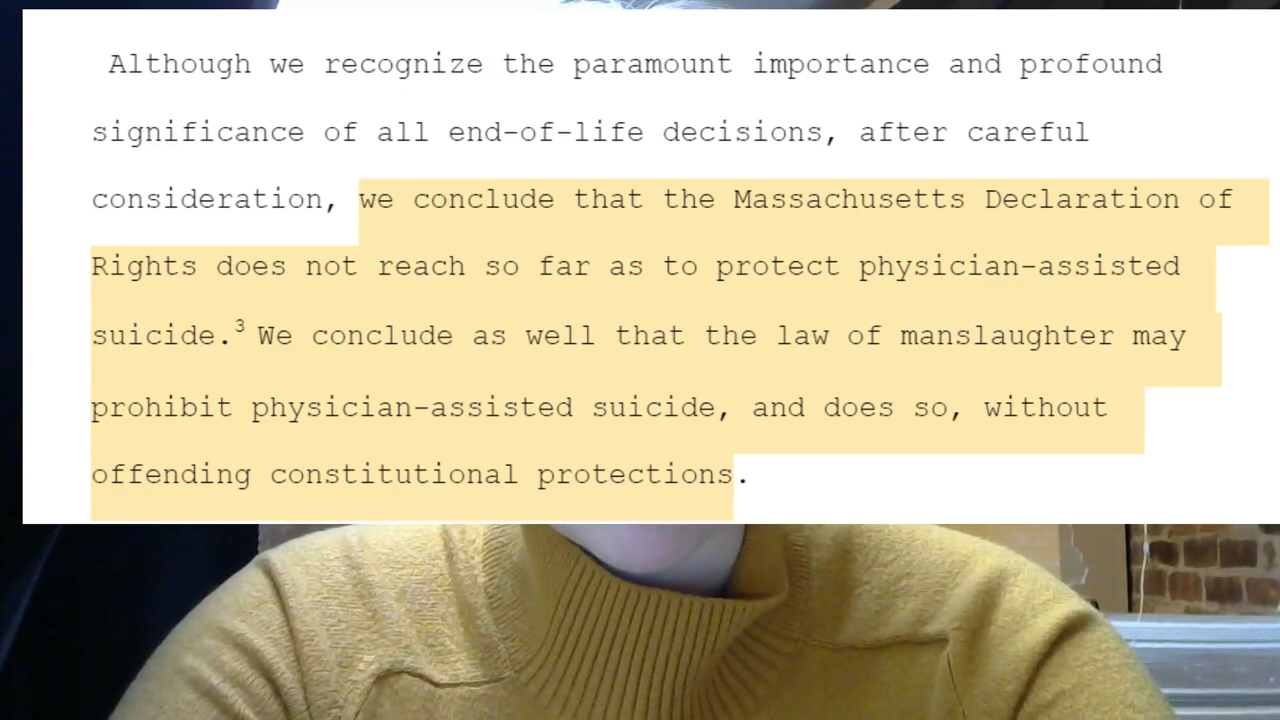 Although we recognize the paramount importance and profound
significance of all end-of-life decisions, after careful
consideration, we conclude that the Massachusetts Declaration of
Rights does not reach so far as to protect physician-assisted
suicide.3 We conclude as well that the law of manslaughter may
prohibit physician-assisted suicide, and does so, without
offending constitutional protections.